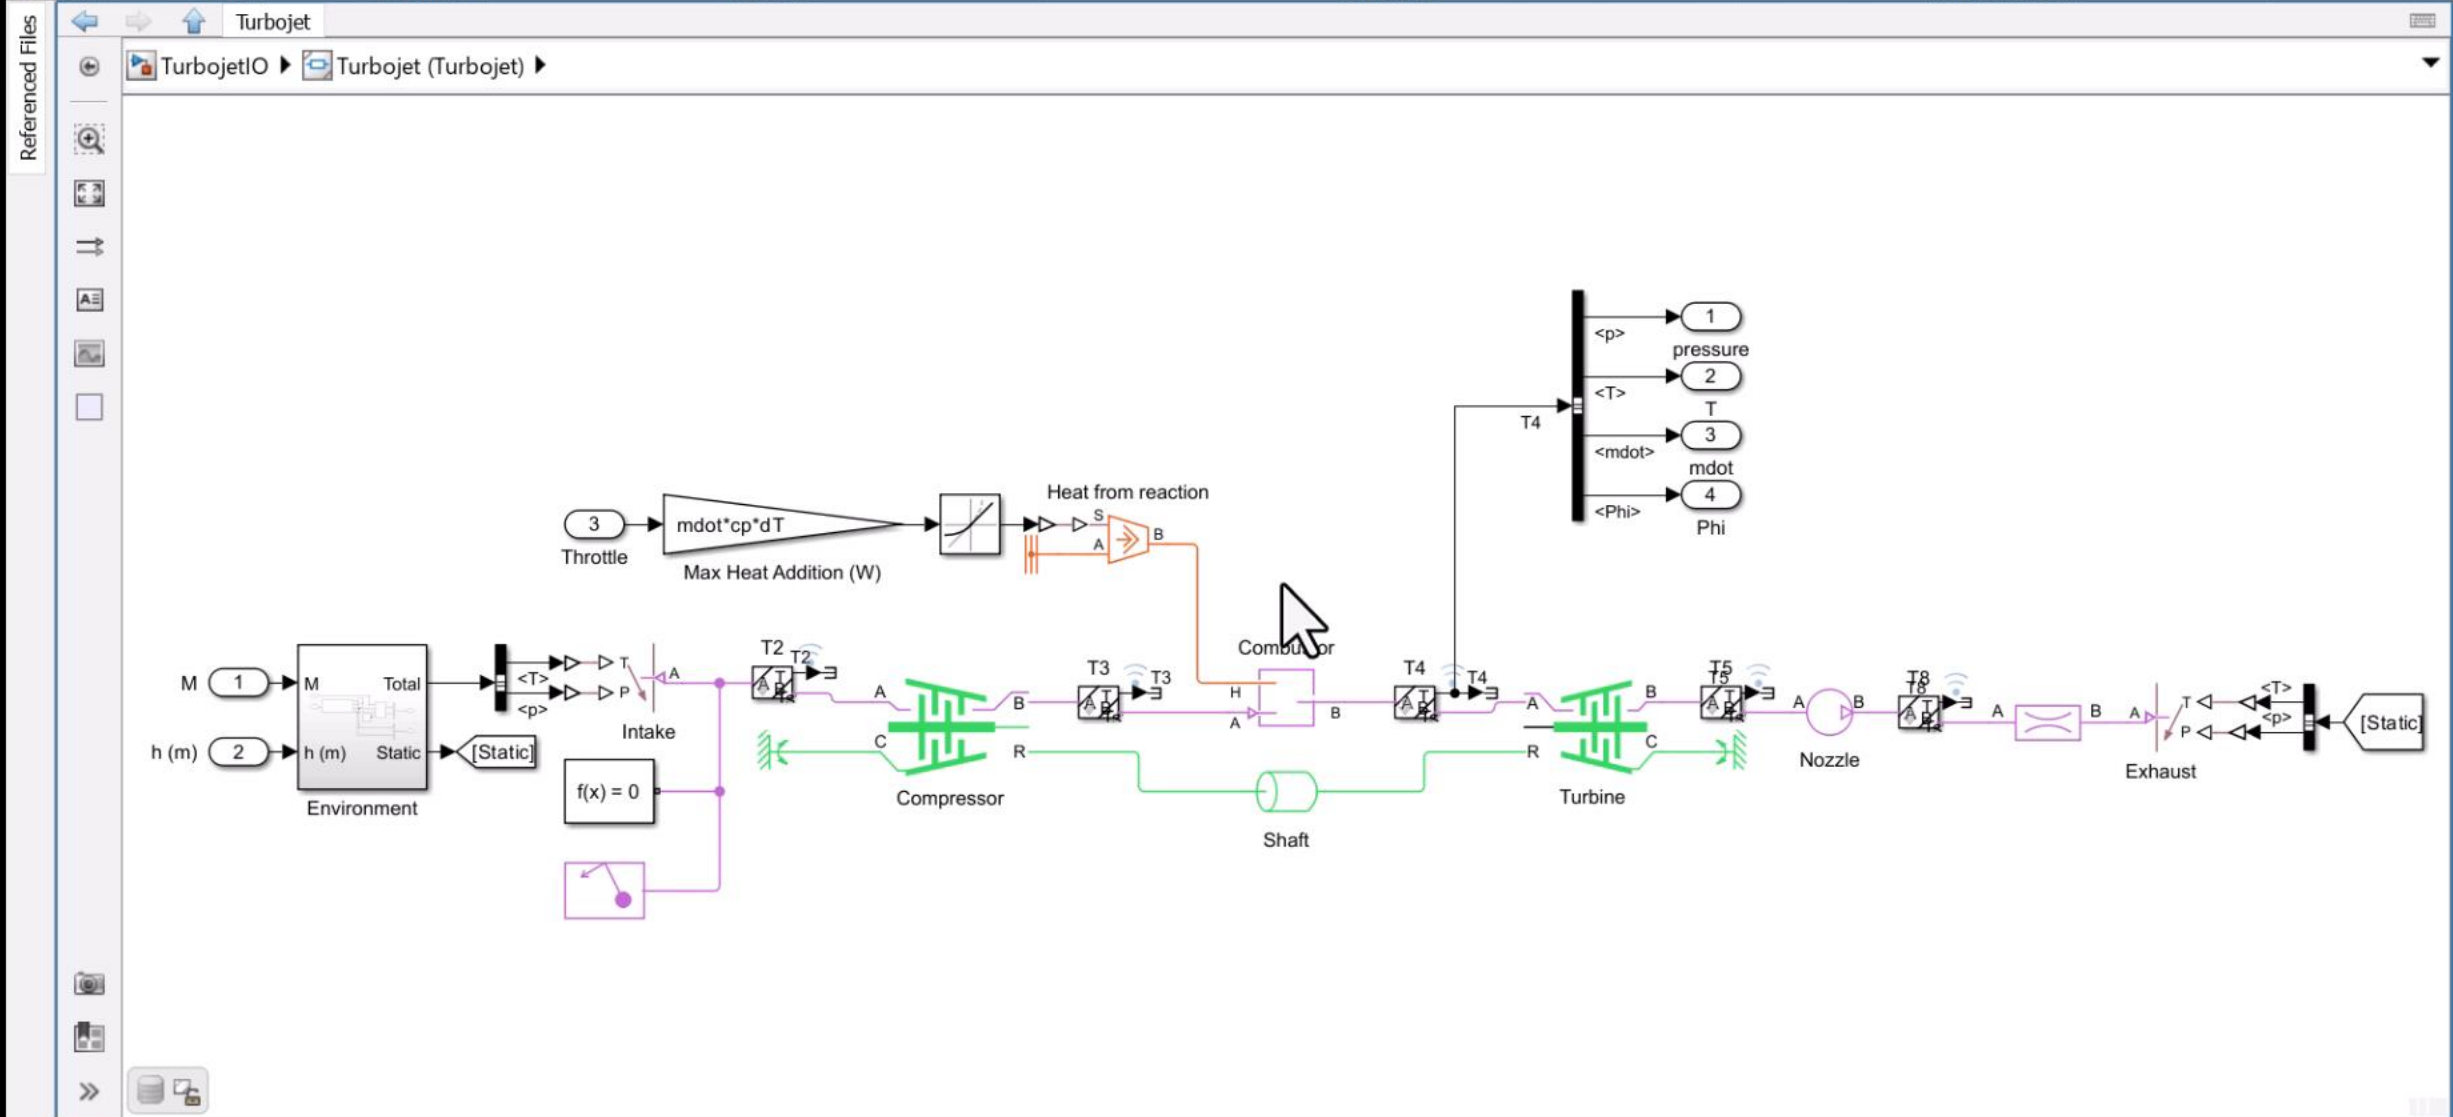 Referenced Files
Turbojet
TurbojetIO
Turbojet (Turbojet)
<p>
1
pressure
<T>
2
T
T4
<mdot>
3
mdot
<Phi>
4
Phi
Heat from reaction
3
Throttle
mdot*cp*dT
Max Heat Addition (W)
S
A
B
M
1
M
Total
h (m)
2
h (m)
Static
Environment
[Static]
<T>
<p>
T
P
A
Intake
f(x) = 0
T2
T2
A
B
C
R
Compressor
T3
T3
Combustor
H
A
B
Shaft
T4
T4
A
B
R
C
Turbine
T5
T5
A
B
Nozzle
T8
T8
A
B
A
T
P
Exhaust
<T>
<p>
[Static]